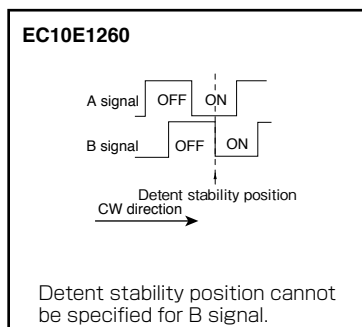 EC10E1260
A signal OFF ON
B signal OFF ON
Detent stability position
CW direction
Detent stability position cannot
be specified for B signal.